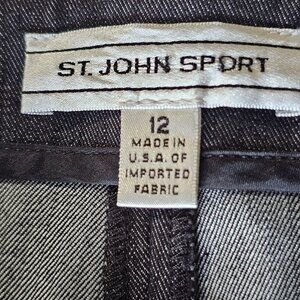 ST. JOHN SPORT
12
MADE IN
U.S.A. OF
IMPORTED
FABRIC